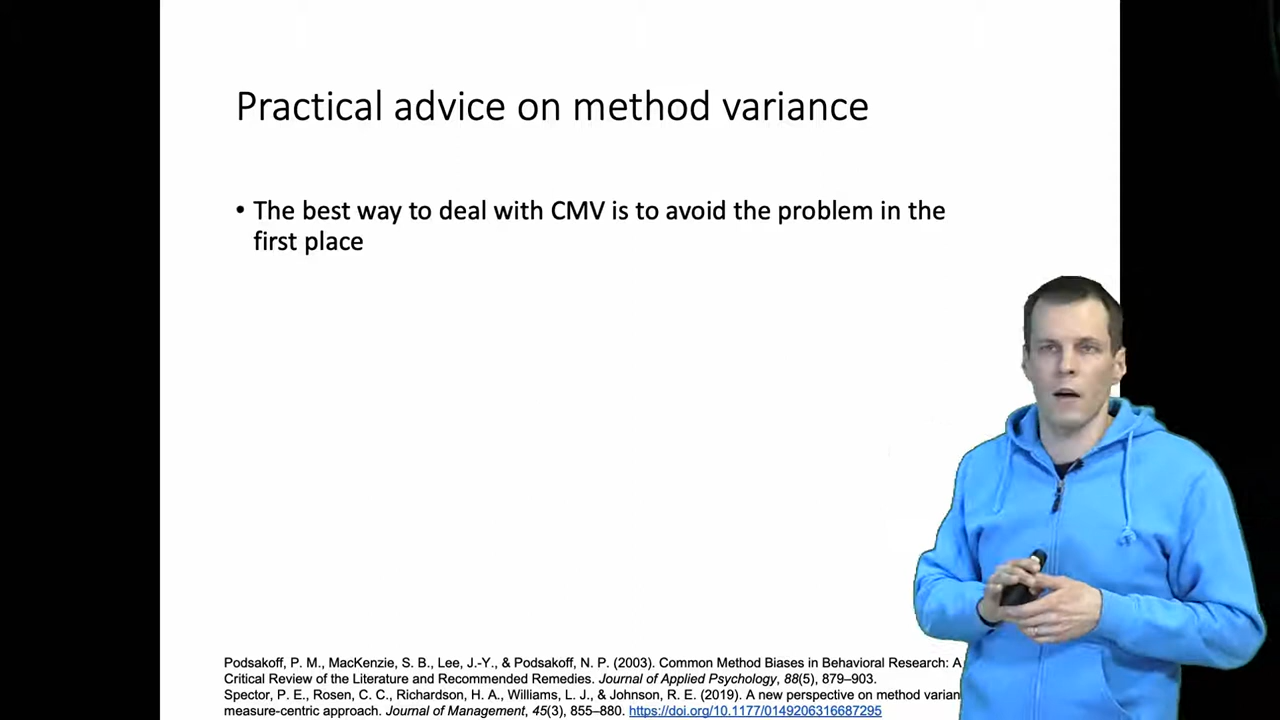 Practical advice on method variance
• The best way to deal with CMV is to avoid the problem in the
first place
Podsakoff, P. M., MacKenzie, S. B., Lee, J.-Y., & Podsakoff, N. P. (2003). Common Method Biases in Behavioral Research: A
Critical Review of the Literature and Recommended Remedies. Journal of Applied Psychology, 88(5), 879–903.
Spector, P. E., Rosen, C. C., Richardson, H. A., Williams, L. J., & Johnson, R. E. (2019). A new perspective on method
measure-centric approach. Journal of Management, 45(3), 855–880. https://doi.org/10.1177/0149206316687295